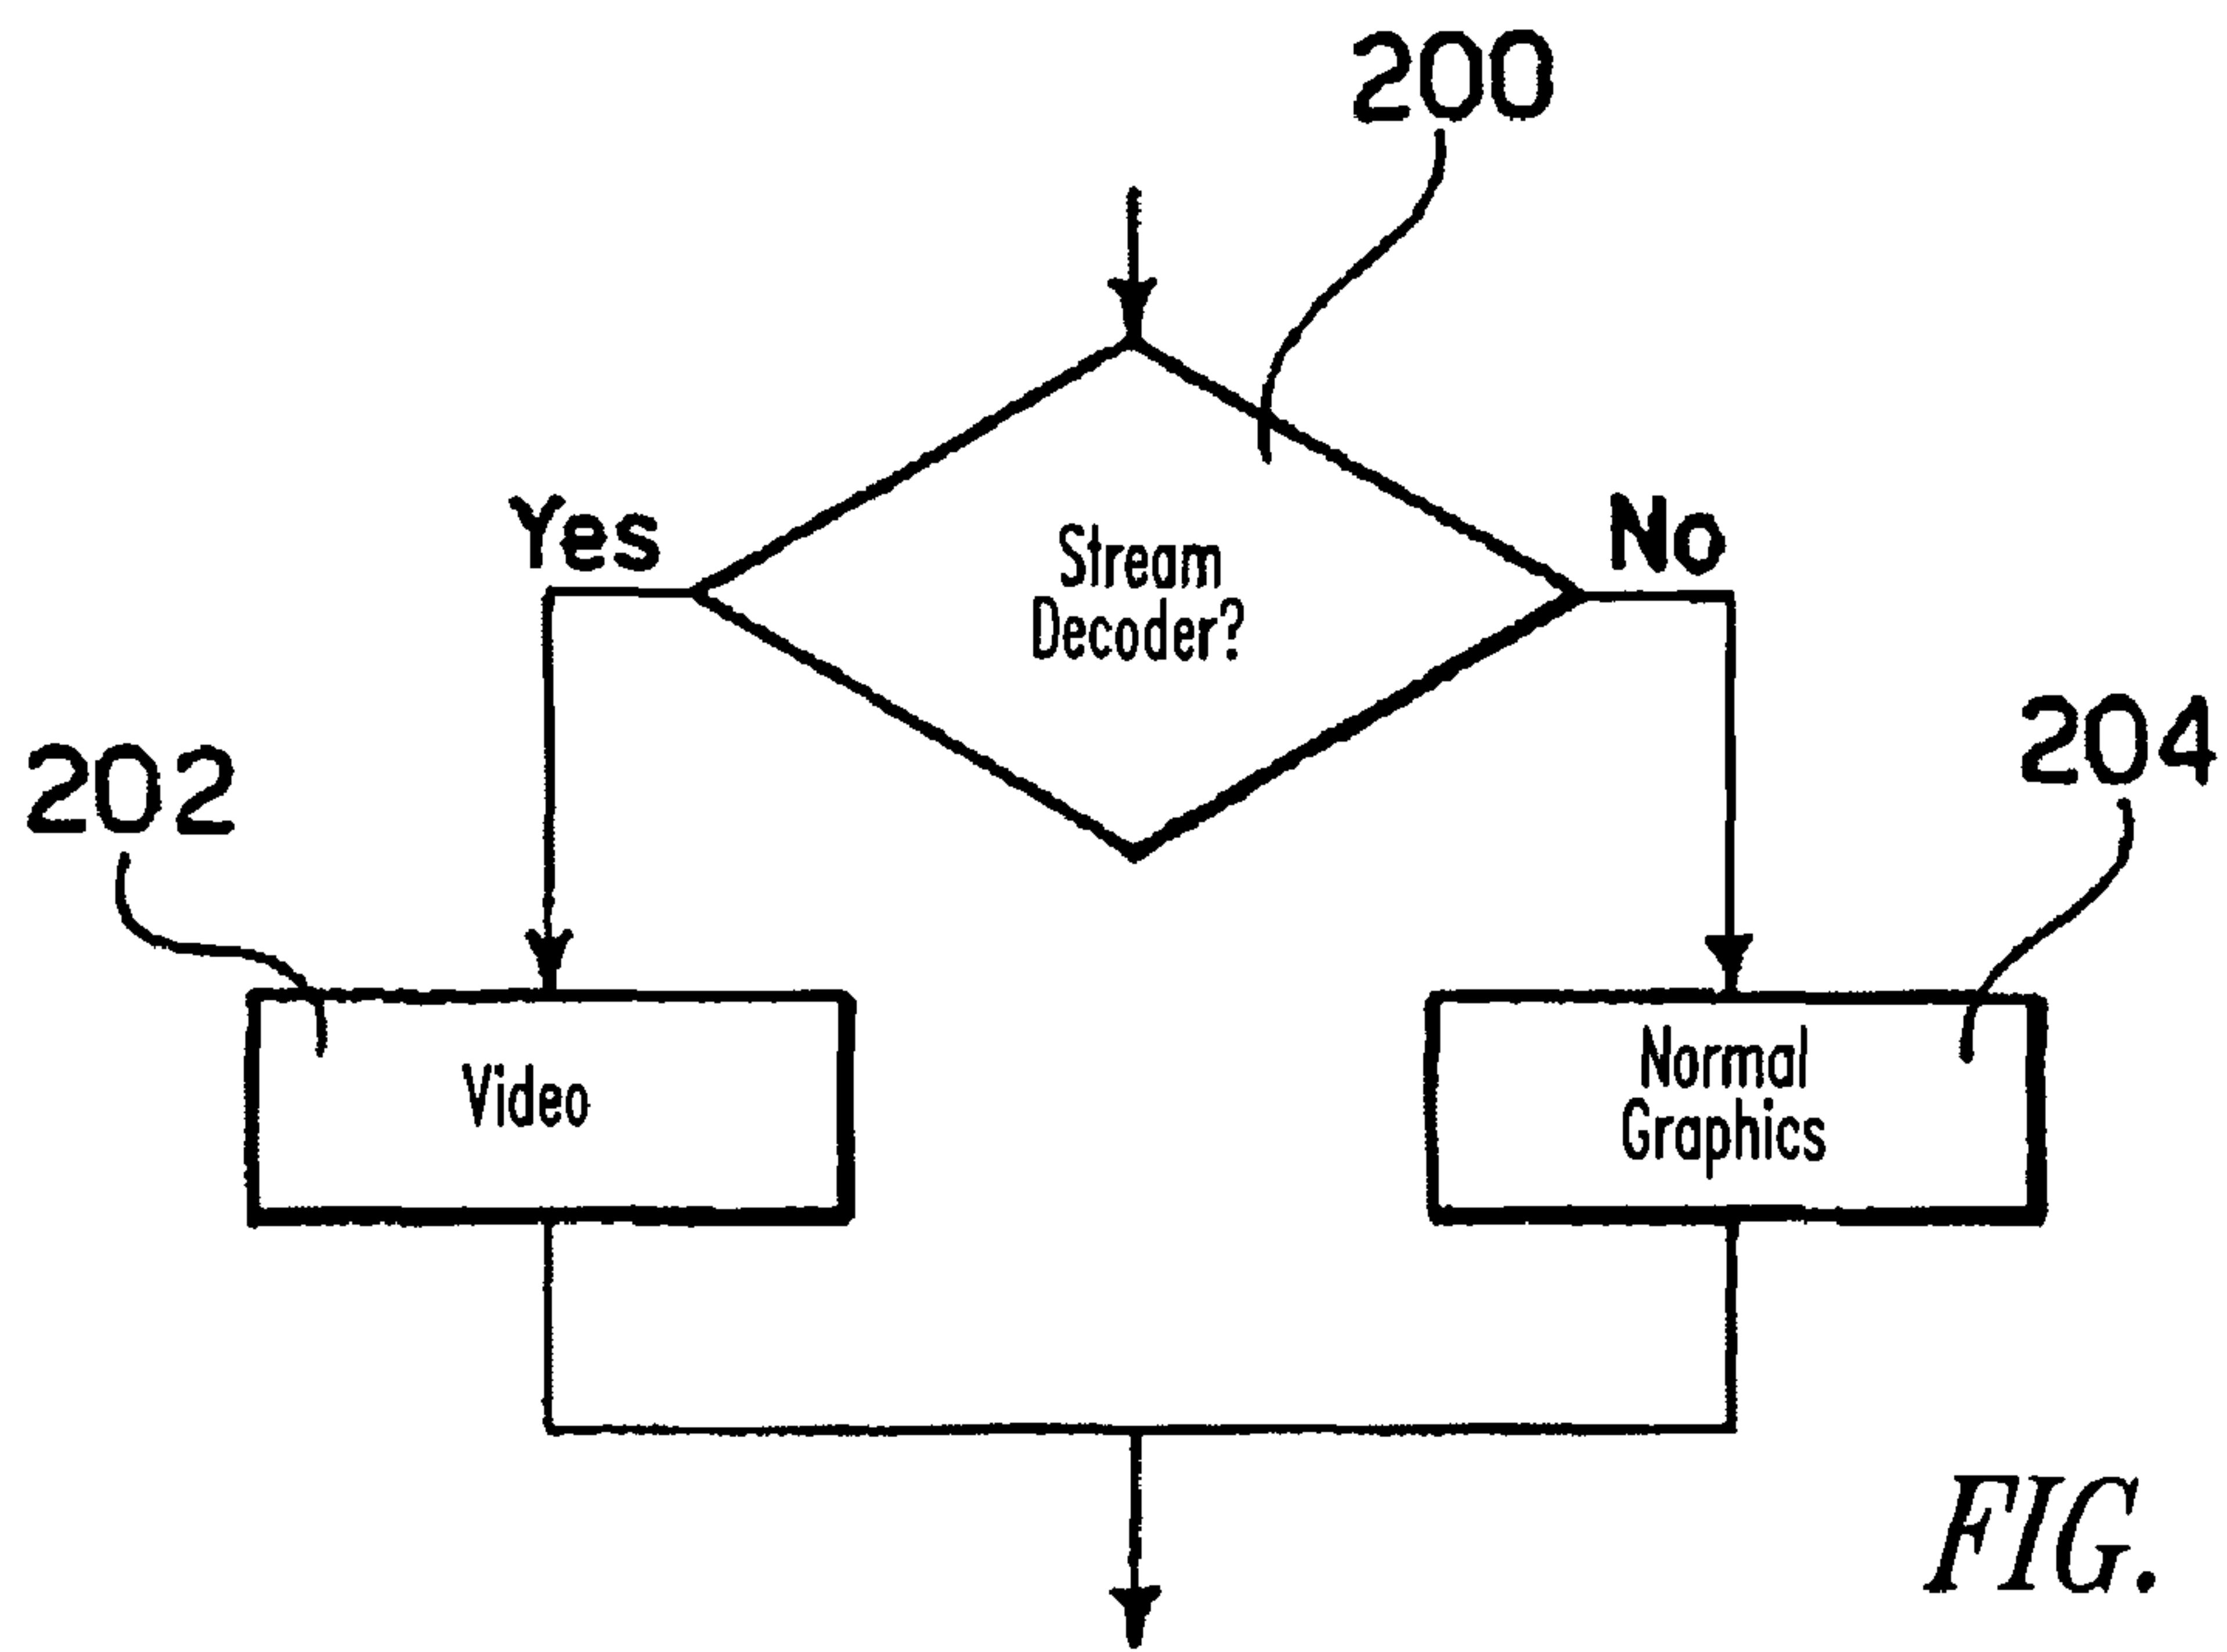 200
Yes
No
Stream
Decoder?
202
204
Video
Normal
Graphics
FIG.